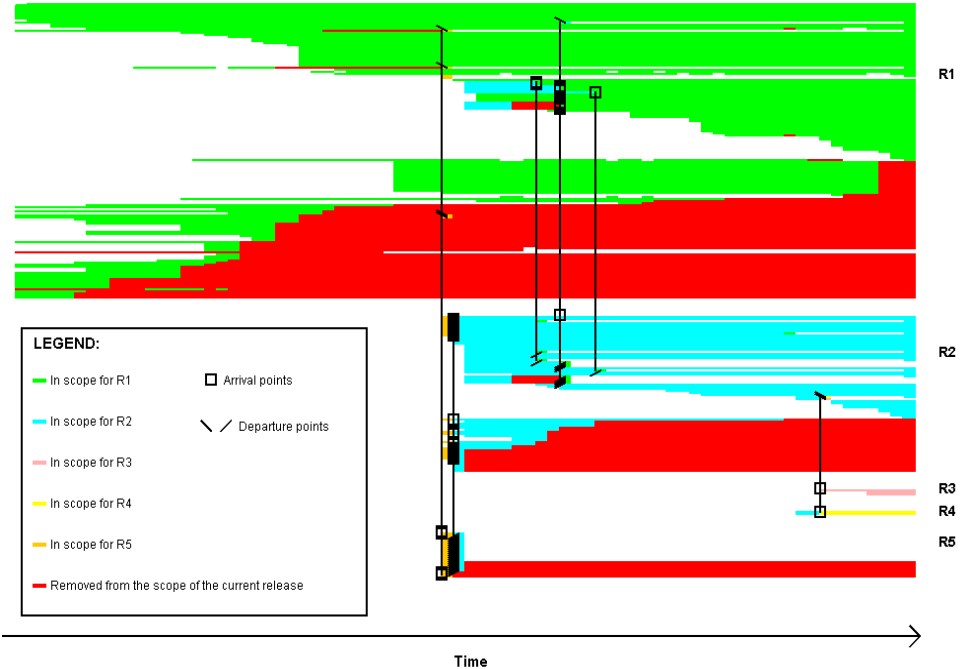 R1
R2
LEGEND:
In scope for R1
Arrival points
In scope for R2
Departure points
In scope for R3
In scope for R4
In scope for R5
Removed from the scope of the current release
R3
R4
R5
Time